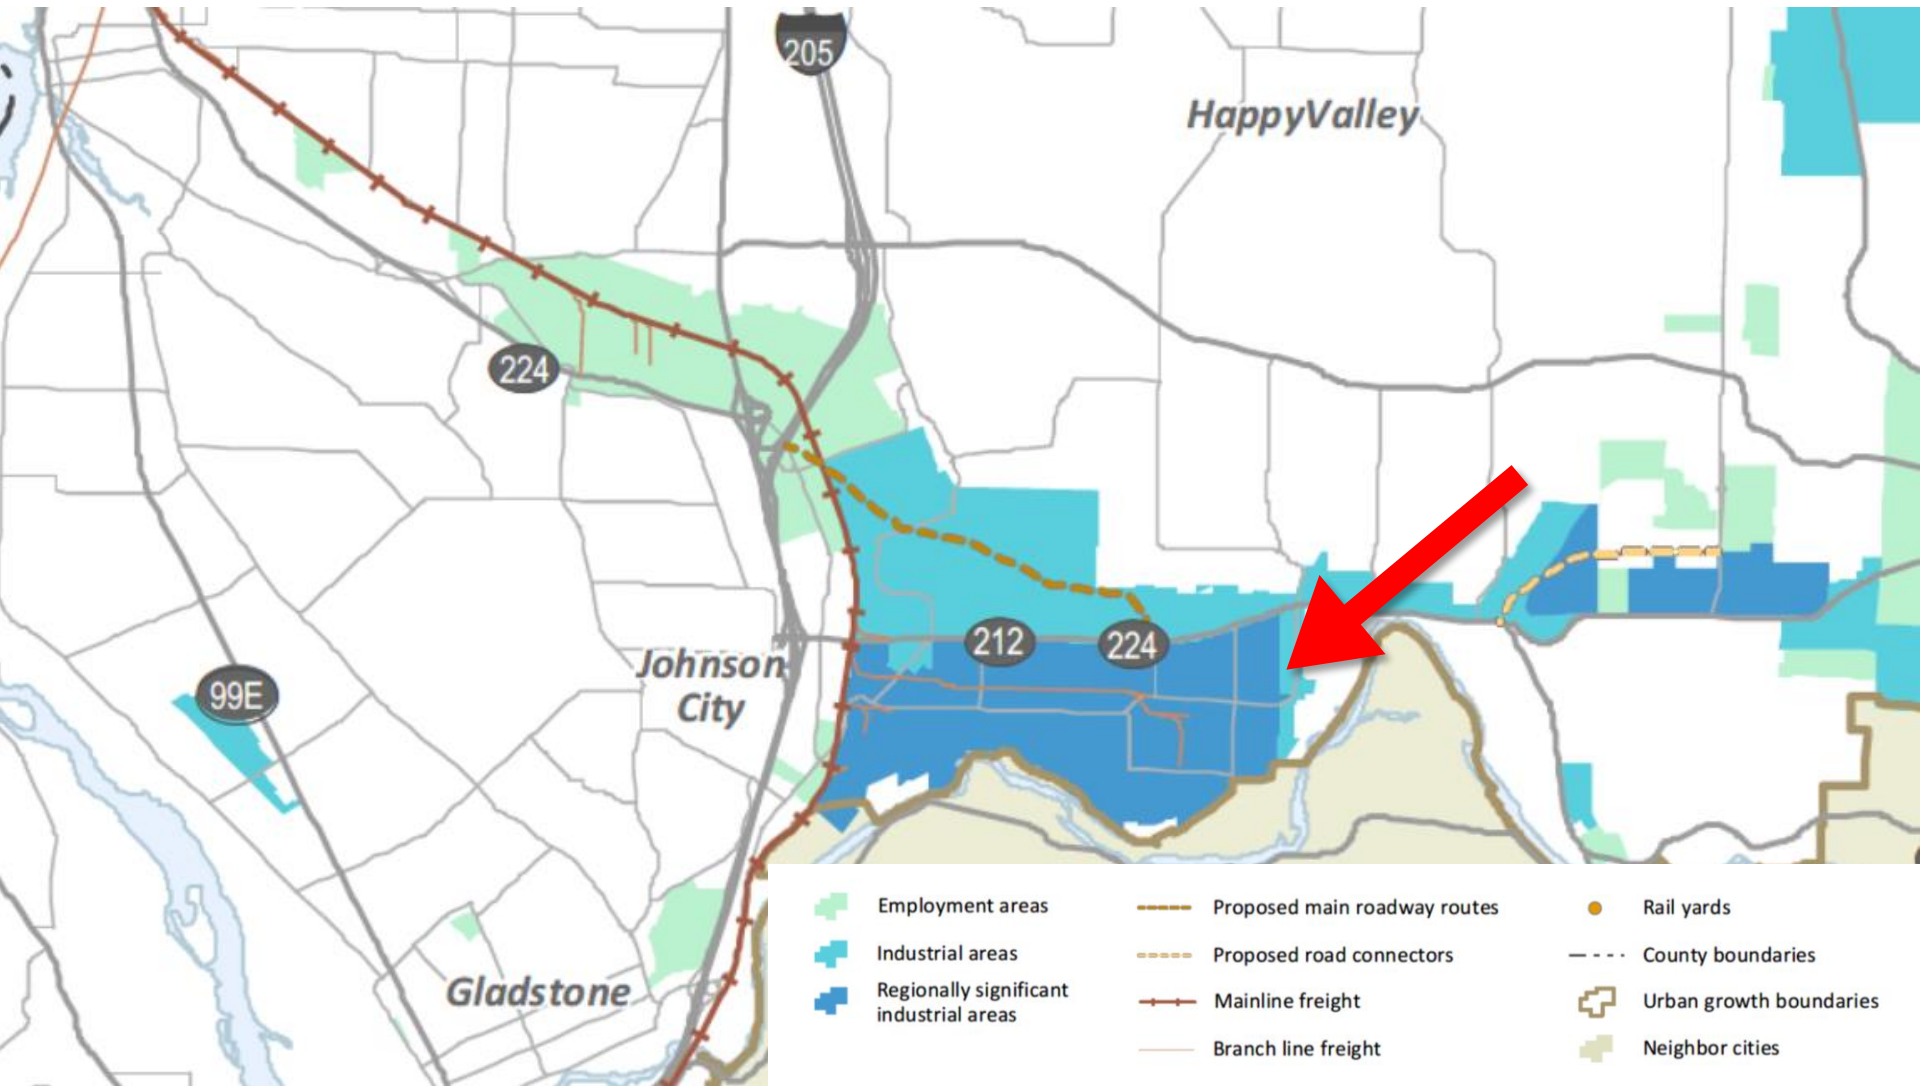 205
HappyValley
224
212
224
Johnson
City
99E
Gladstone
Employment areas
Industrial areas
Regionally significant
industrial areas
Proposed main roadway routes
Proposed road connectors
Mainline freight
Branch line freight
Rail yards
County boundaries
Urban growth boundaries
Neighbor cities